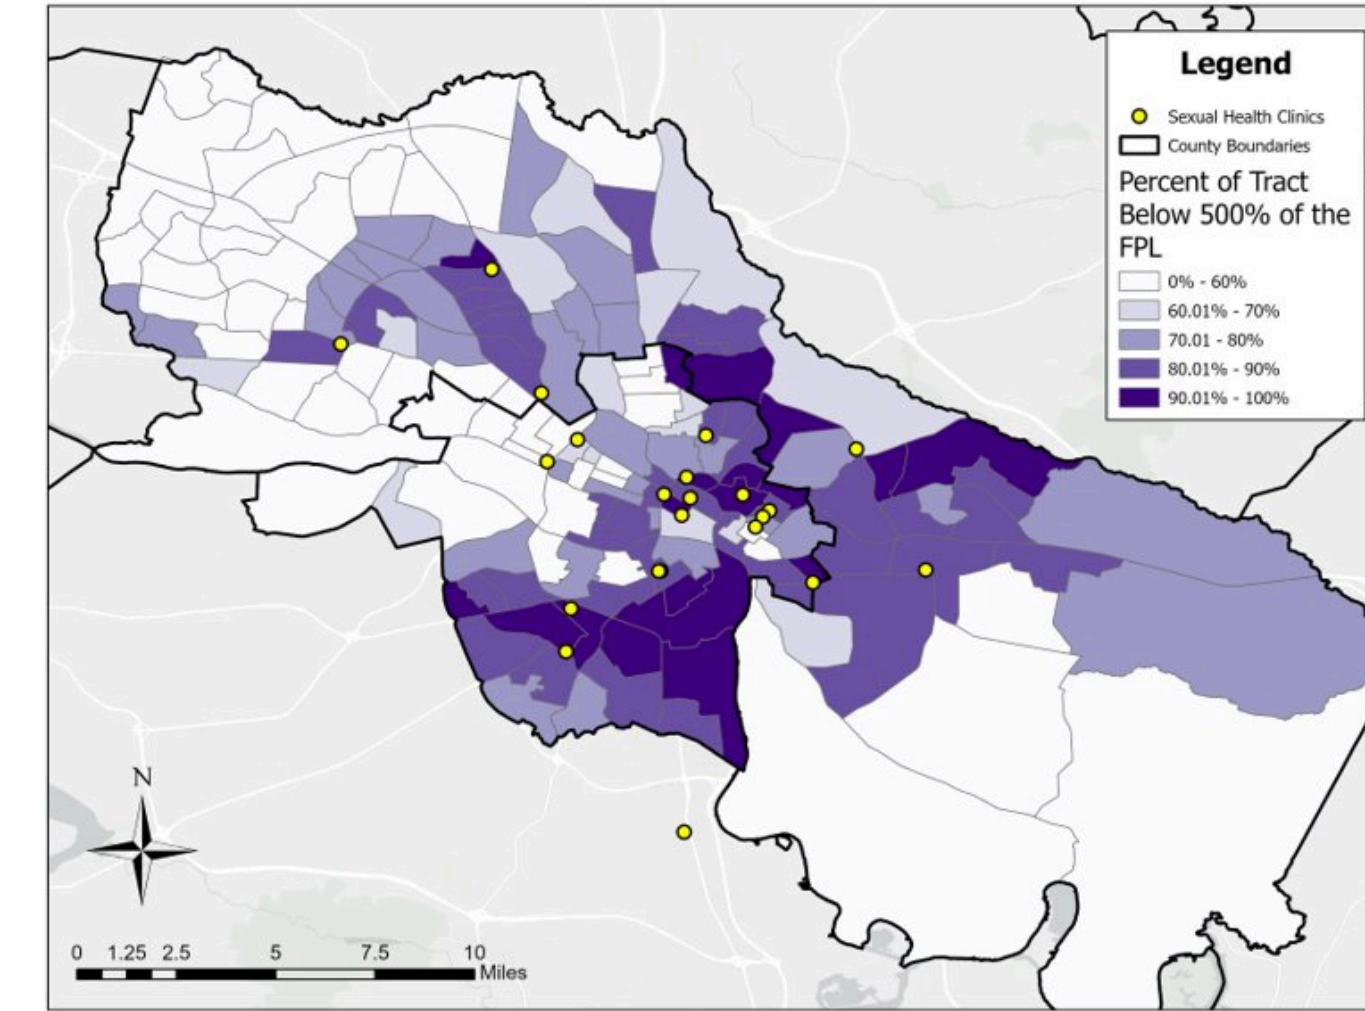 Legend
Sexual Health Clinics
County Boundaries
Percent of Tract
Below 500% of the
FPL
0% - 60%
60.01% - 70%
70.01 - 80%
80.01% - 90%
90.01% - 100%
N
0 1.25 2.5 5 7.5 10
Miles